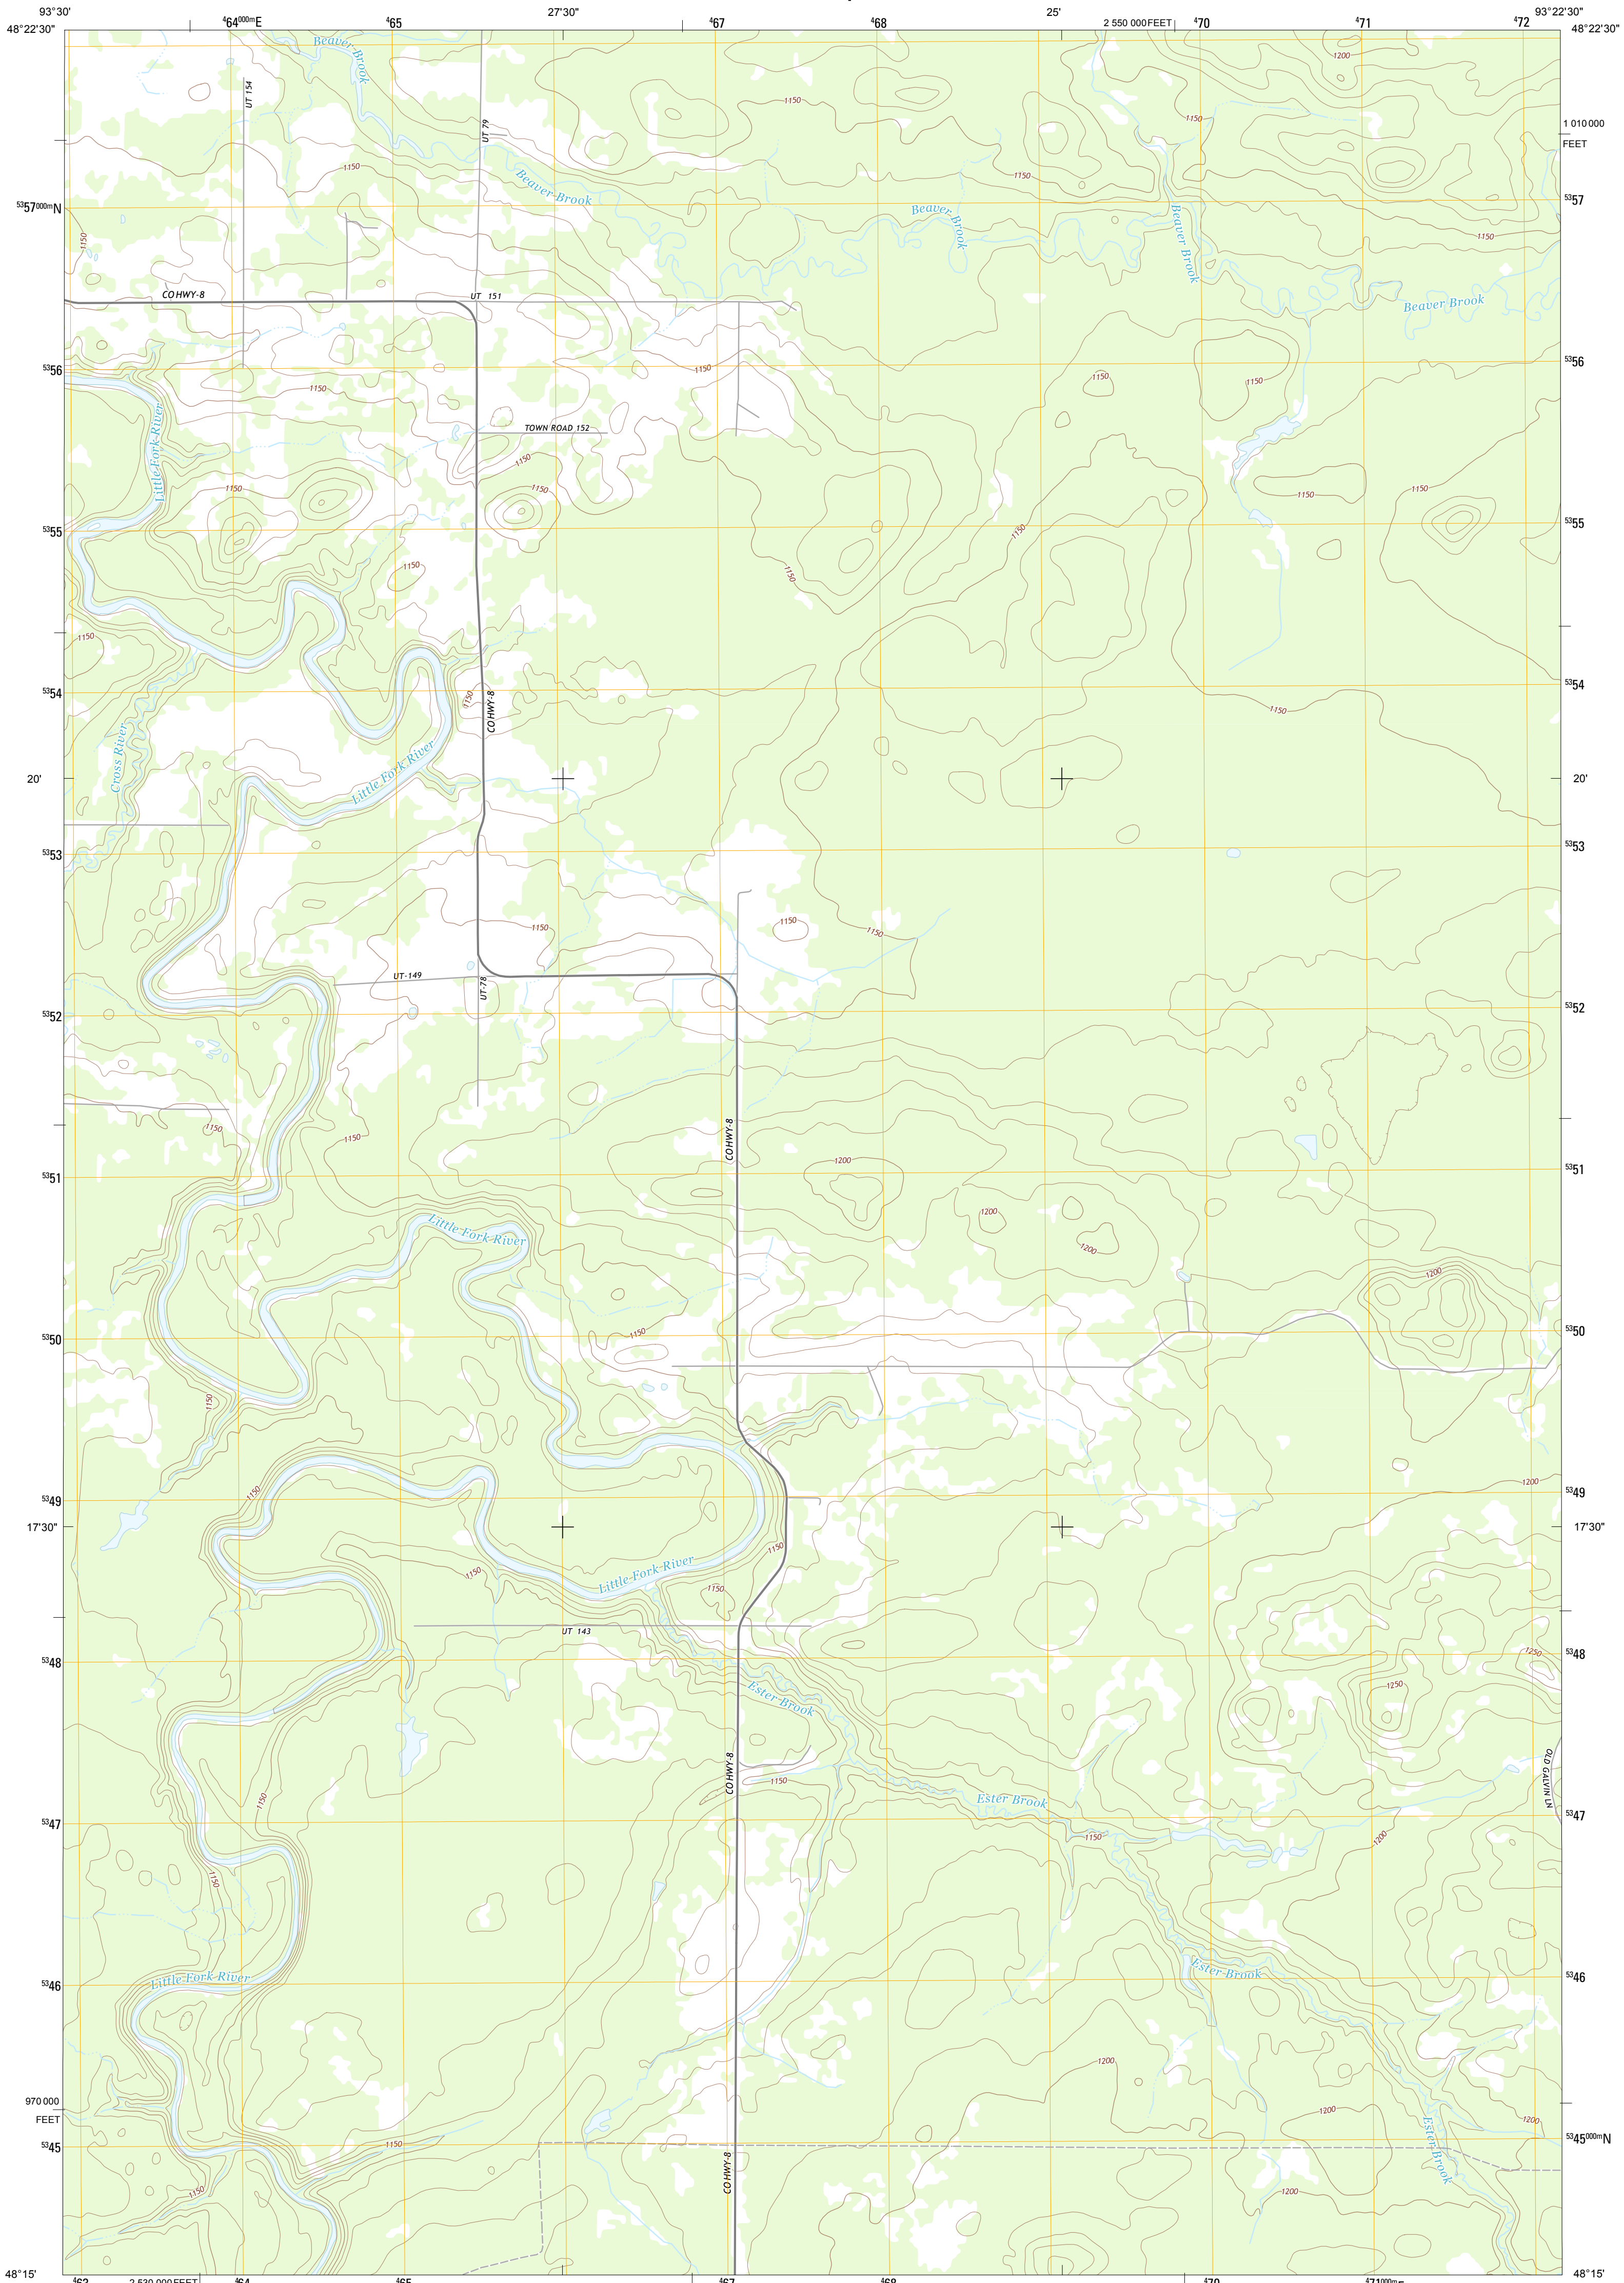 93°30'
⁴64⁰⁰⁰ᵐE
⁴65
27'30"
⁴67
⁴68
25'
2 550 000 FEET
⁴70
⁴71
⁴72
93°22'30"
48°22'30"
48°22'30"
Beaver Brook
1200
UT 154
1150
1150
1 010 000
FEET
UT 79
1150
1150
Beaver Brook
⁵³57⁰⁰⁰ᵐN
⁵³57
Beaver Brook
Beaver Brook
1150
1150
CO HWY-8
UT 151
Beaver Brook
⁵³56
⁵³56
1150
1150
1150
1150
Little Fork River
TOWN ROAD 152
1150
1150
1150
1150
1150
⁵³55
⁵³55
1150
1150
1150
1150
⁵³54
⁵³54
1150
CO HWY-8
1150
Cross River
Little Fork River
20'
20'
⁵³53
⁵³53
1150
1150
1150
UT-149
UT-78
⁵³52
⁵³52
1150
1150
CO HWY-8
1200
⁵³51
⁵³51
Little Fork River
1200
1200
1200
1150
⁵³50
⁵³50
1150
1200
1150
⁵³49
⁵³49
17'30"
17'30"
1150
Little Fork River
1150
1150
UT 143
⁵³48
⁵³48
1250
Ester Brook
1250
CO HWY-8
1150
OLD GALVIN LN
1150
Ester Brook
⁵³47
⁵³47
1150
1200
1150
Little Fork River
Ester Brook
⁵³46
⁵³46
1200
970 000
FEET
1200
1200
⁵³45
⁵³45⁰⁰⁰ᵐN
1150
Ester Brook
CO HWY-8
1150
1200
48°15'
48°15'
⁴63
2 530 000 FEET
⁴64
⁴65
⁴67
⁴68
⁴70